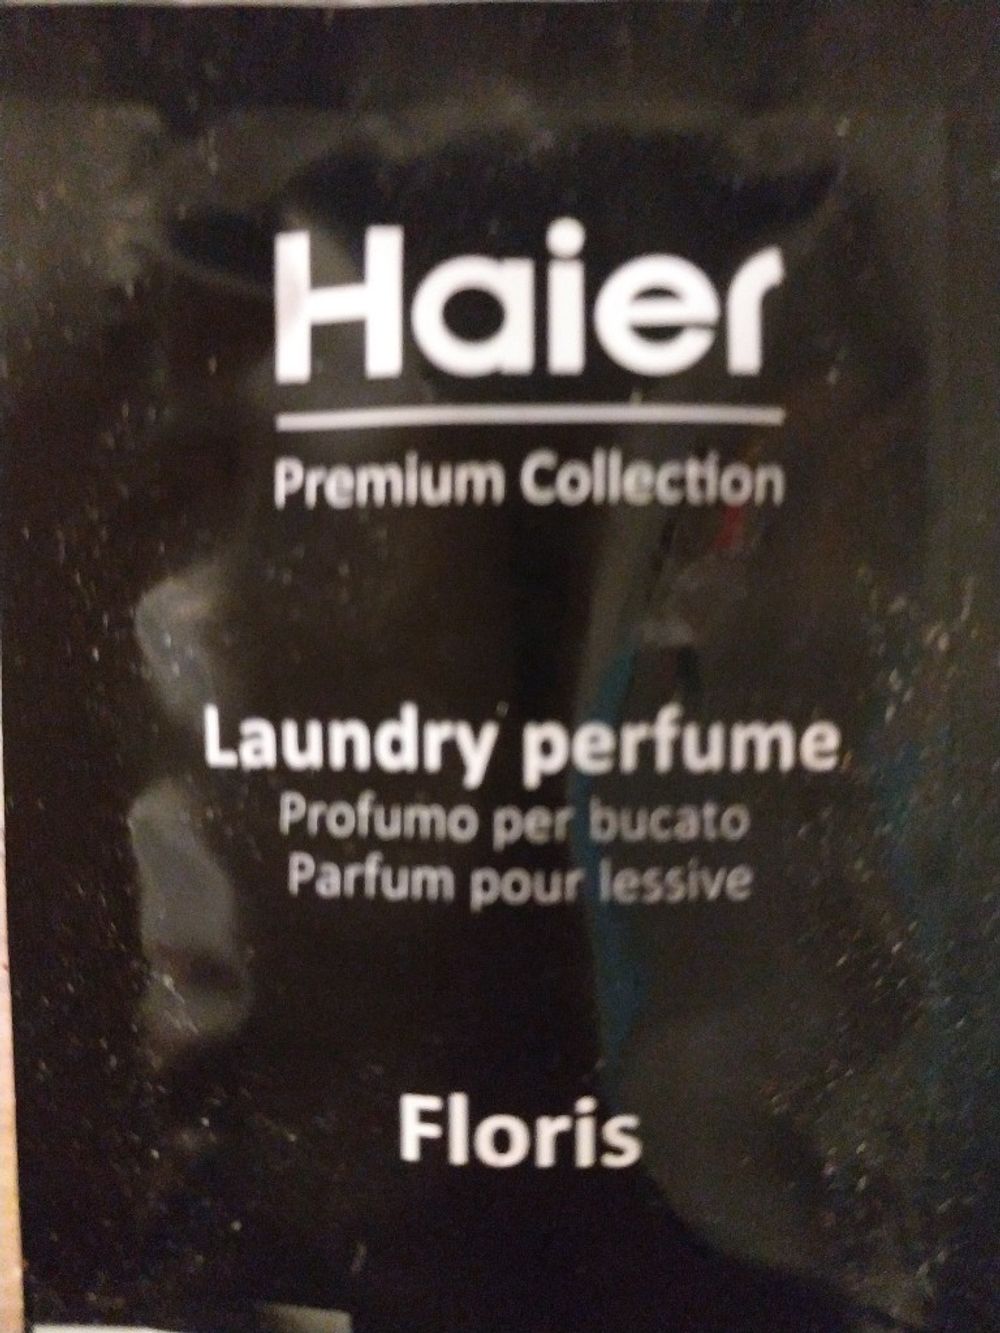 Haier
Premium Collection
Laundry perfume
Profumo per bucato
Parfum pour lessive
Floris